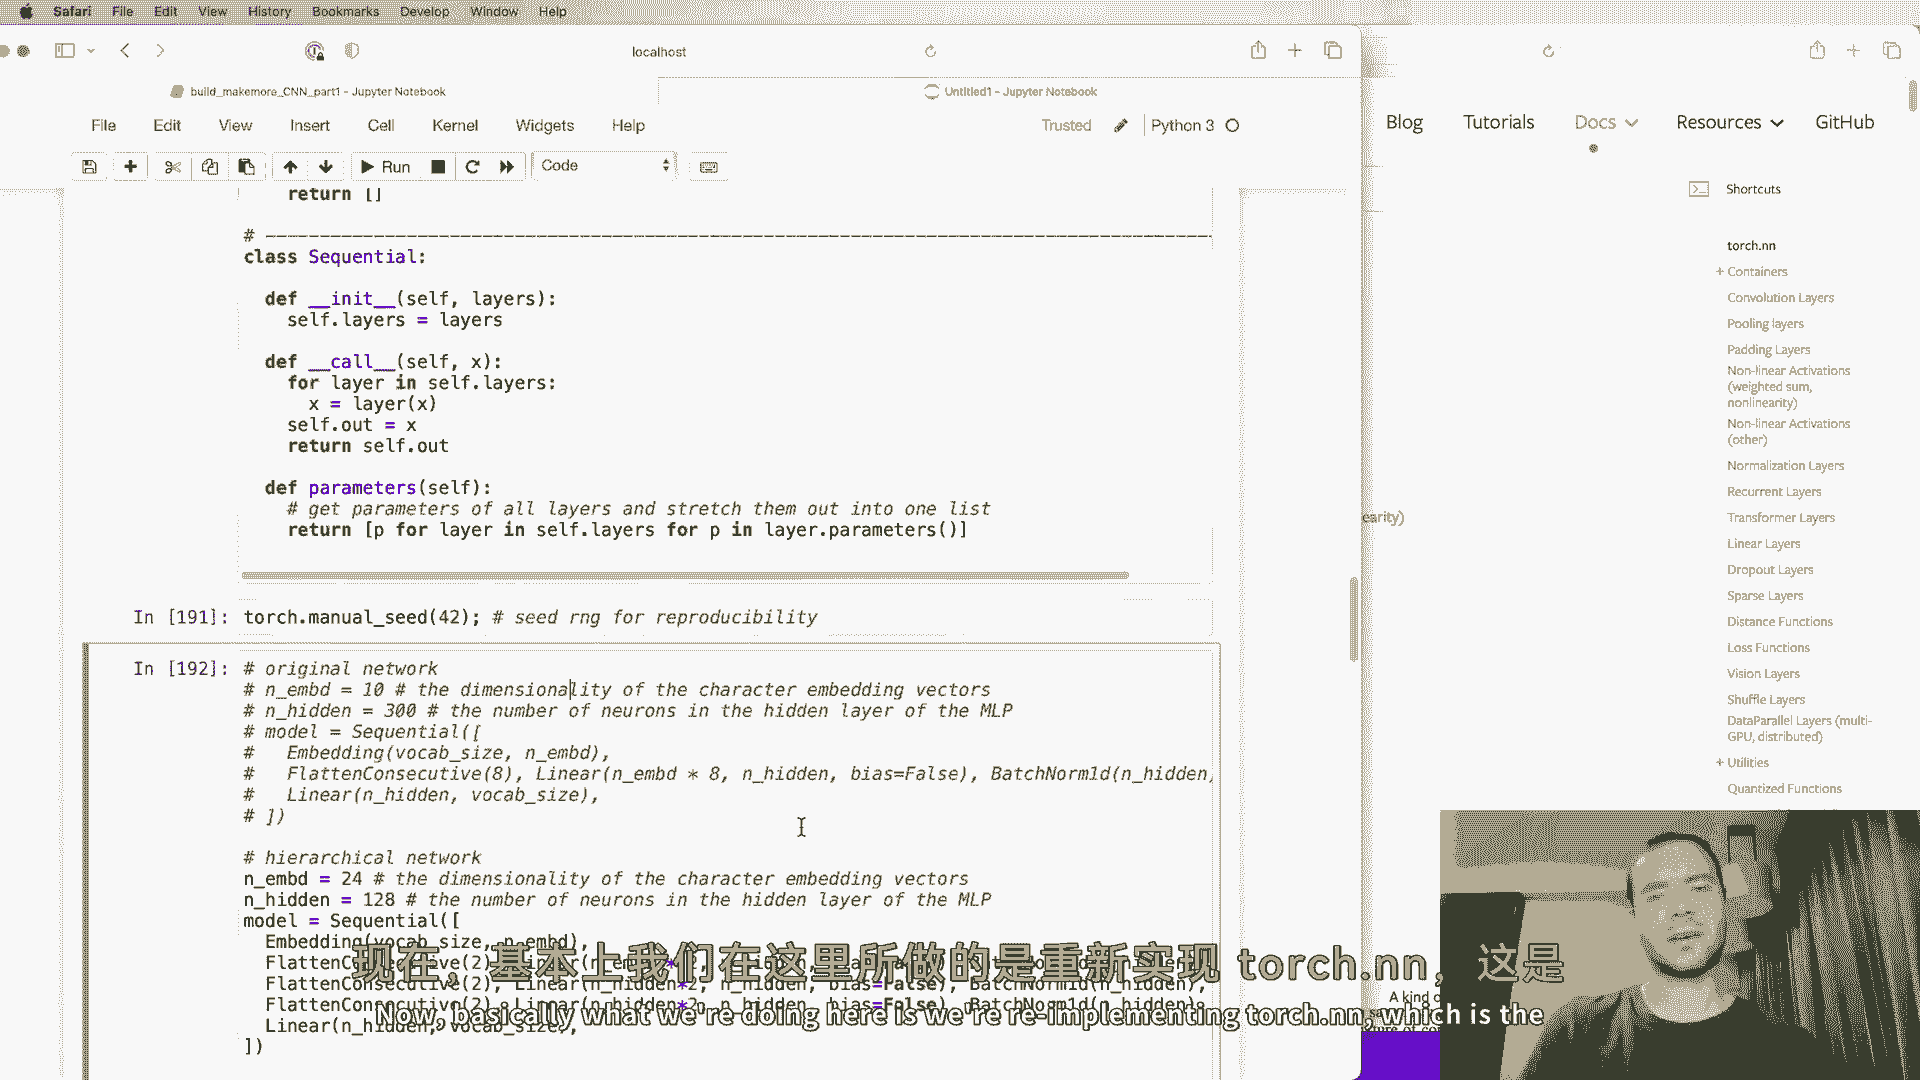 Safari File Edit View History Bookmarks Develop Window Help
localhost
build_makemore_CNN_part1 - Jupyter Notebook
Untitled1 - Jupyter Notebook
File Edit View Insert Cell Kernel Widgets Help
Trusted Python 3
Run Code
return []
# ----------
class Sequential:
def __init__(self, layers):
self.layers = layers
def __call__(self, x):
for layer in self.layers:
x = layer(x)
self.out = x
return self.out
def parameters(self):
# get parameters of all layers and stretch them out into one list
return [p for layer in self.layers for p in layer.parameters()]
In [191]: torch.manual_seed(42); # seed rng for reproducibility
In [192]: # original network
# n_embd = 10 # the dimensionality of the character embedding vectors
# n_hidden = 300 # the number of neurons in the hidden layer of the MLP
# model = Sequential([
#   Embedding(vocab_size, n_embd),
#   FlattenConsecutive(8), Linear(n_embd * 8, n_hidden, bias=False), BatchNorm1d(n_hidden)
#   Linear(n_hidden, vocab_size),
# ])
# hierarchical network
n_embd = 24 # the dimensionality of the character embedding vectors
n_hidden = 128 # the number of neurons in the hidden layer of the MLP
model = Sequential([
Embedding(vocab_size, n_embd),
FlattenConsecutive(2), Linear(n_embd*2, n_hidden, bias=False), BatchNorm1d(n_hidden),
FlattenConsecutive(2), Linear(n_hidden*2, n_hidden, bias=False), BatchNorm1d(n_hidden),
FlattenConsecutive(2), Linear(n_hidden*2, n_hidden, bias=False), BatchNorm1d(n_hidden),
Linear(n_hidden, vocab_size),
])
现在，基本上我们在这里所做的是重新实现 torch.nn，这是
Now, basically what we're doing here is we're re-implementing torch.nn, which is the
Blog Tutorials Docs Resources GitHub
Shortcuts
torch.nn
+ Containers
Convolution Layers
Pooling layers
Padding Layers
Non-linear Activations
(weighted sum,
nonlinearity)
Non-linear Activations
(other)
Normalization Layers
Recurrent Layers
Transformer Layers
earity)
Linear Layers
Dropout Layers
Sparse Layers
Distance Functions
Loss Functions
Vision Layers
Shuffle Layers
DataParallel Layers (multi-
GPU, distributed)
+ Utilities
Quantized Functions
A kind o